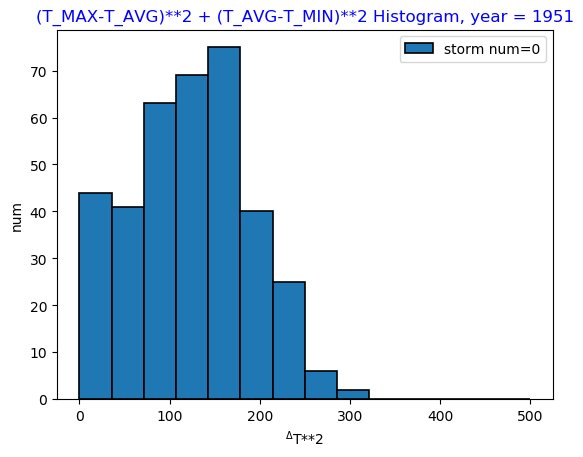 (T_MAX-T_AVG)**2 + (T_AVG-T_MIN)**2 Histogram, year = 1951
storm num=0
70
60
50
40
30
20
10
0
num
0 100 200 300 400 500
ΔT**2